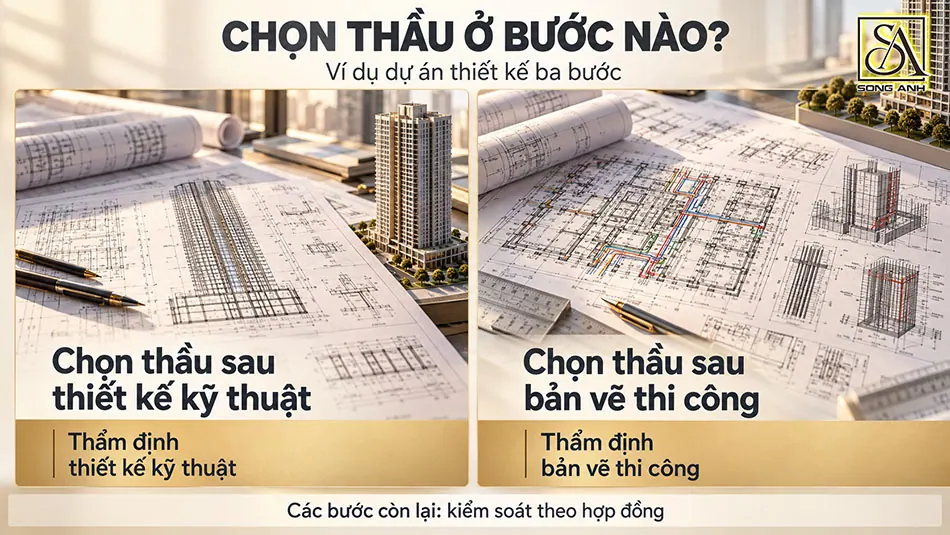 CHỌN THẦU Ở BƯỚC NÀO?
Ví dụ dự án thiết kế ba bước
SA
SONG ANH
Chọn thầu sau
thiết kế kỹ thuật
Thẩm định
thiết kế kỹ thuật
Chọn thầu sau
bản vẽ thi công
Thẩm định
bản vẽ thi công
Các bước còn lại: kiểm soát theo hợp đồng